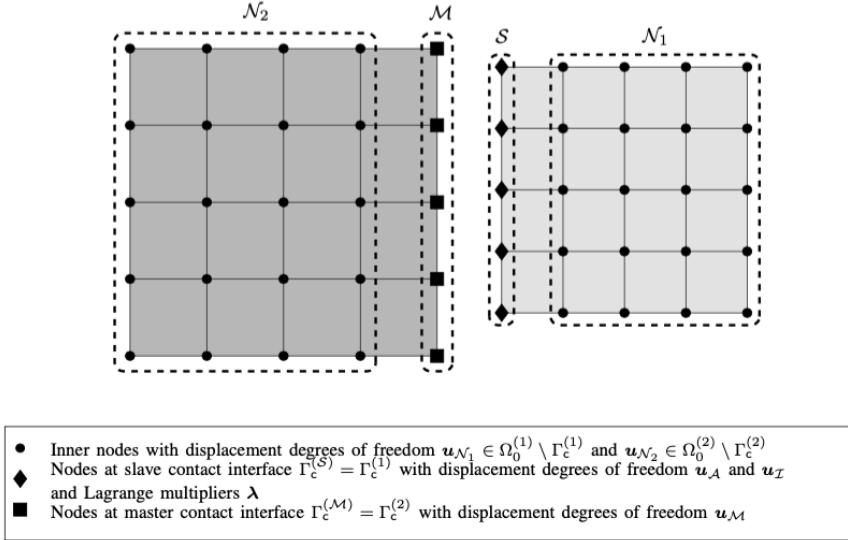 𝒩₂
ℳ
𝒮
𝒩₁
Inner nodes with displacement degrees of freedom 𝒖_𝒩₁ ∈ Ω₀⁽¹⁾ \ Γ_c⁽¹⁾ and 𝒖_𝒩₂ ∈ Ω₀⁽²⁾ \ Γ_c⁽²⁾
Nodes at slave contact interface Γ_c⁽𝒮⁾ = Γ_c⁽¹⁾ with displacement degrees of freedom 𝒖_𝒜 and 𝒖_ℐ
and Lagrange multipliers 𝝀
Nodes at master contact interface Γ_c⁽ℳ⁾ = Γ_c⁽²⁾ with displacement degrees of freedom 𝒖_ℳ